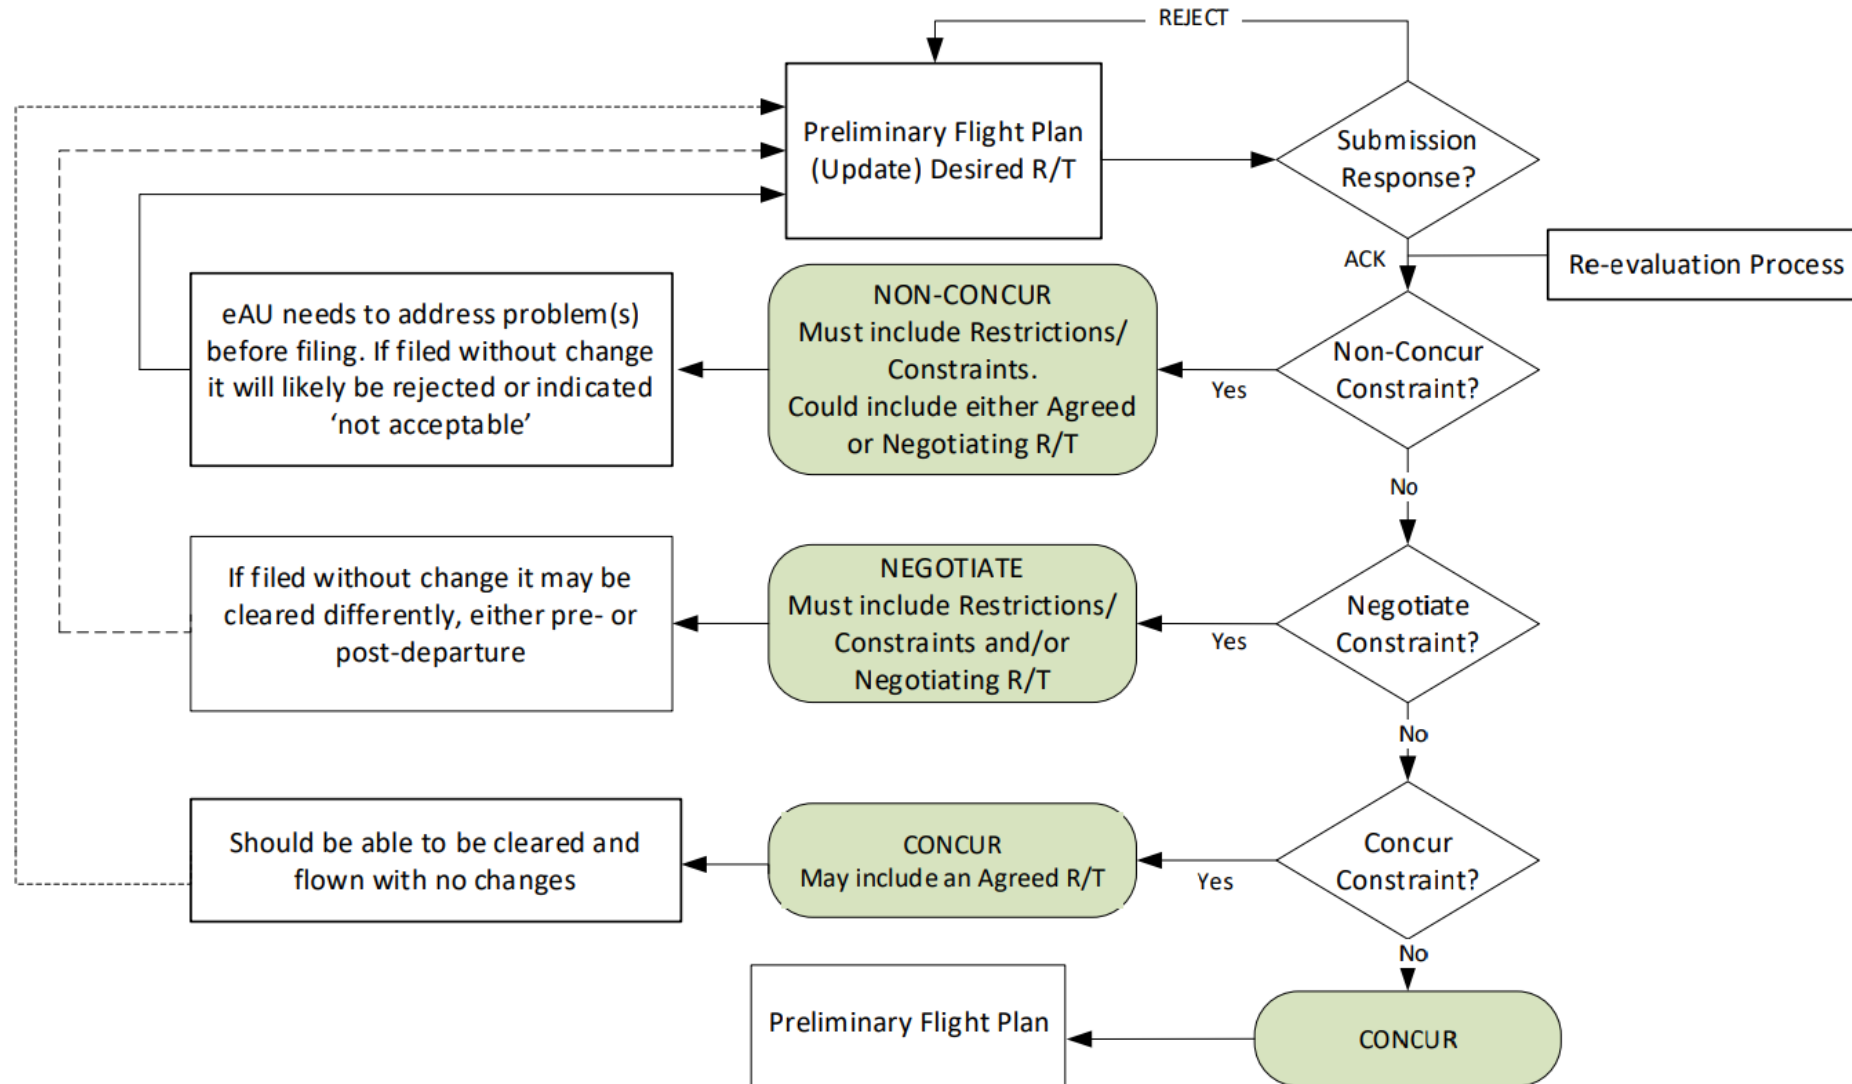 REJECT
Preliminary Flight Plan
(Update) Desired R/T
Submission
Response?
ACK
Re-evaluation Process
eAU needs to address problem(s)
before filing. If filed without change
it will likely be rejected or indicated
‘not acceptable’
NON-CONCUR
Must include Restrictions/
Constraints.
Could include either Agreed
or Negotiating R/T
Yes
Non-Concur
Constraint?
No
If filed without change it may be
cleared differently, either pre- or
post-departure
NEGOTIATE
Must include Restrictions/
Constraints and/or
Negotiating R/T
Yes
Negotiate
Constraint?
No
Should be able to be cleared and
flown with no changes
CONCUR
May include an Agreed R/T
Yes
Concur
Constraint?
No
Preliminary Flight Plan
CONCUR